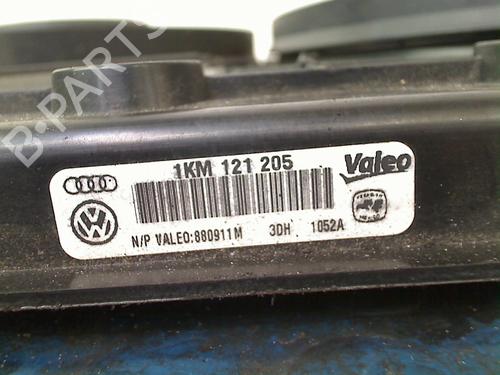 B-PARTS
1KM 121 205
Valeo
N/P VALEO:880911M 3DH 1052A